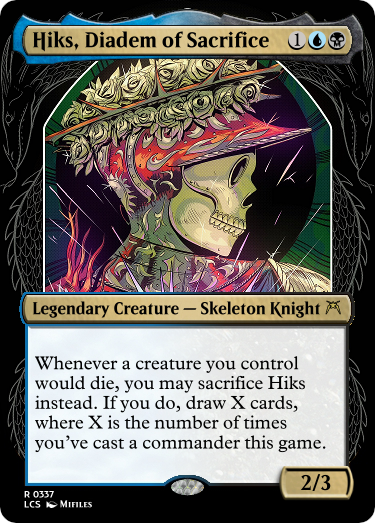 Hiks, Diadem of Sacrifice 1
Legendary Creature — Skeleton Knight
Whenever a creature you control
would die, you may sacrifice Hiks
instead. If you do, draw X cards,
where X is the number of times
you've cast a commander this game.
2/3
R 0337
LCS Mifiles